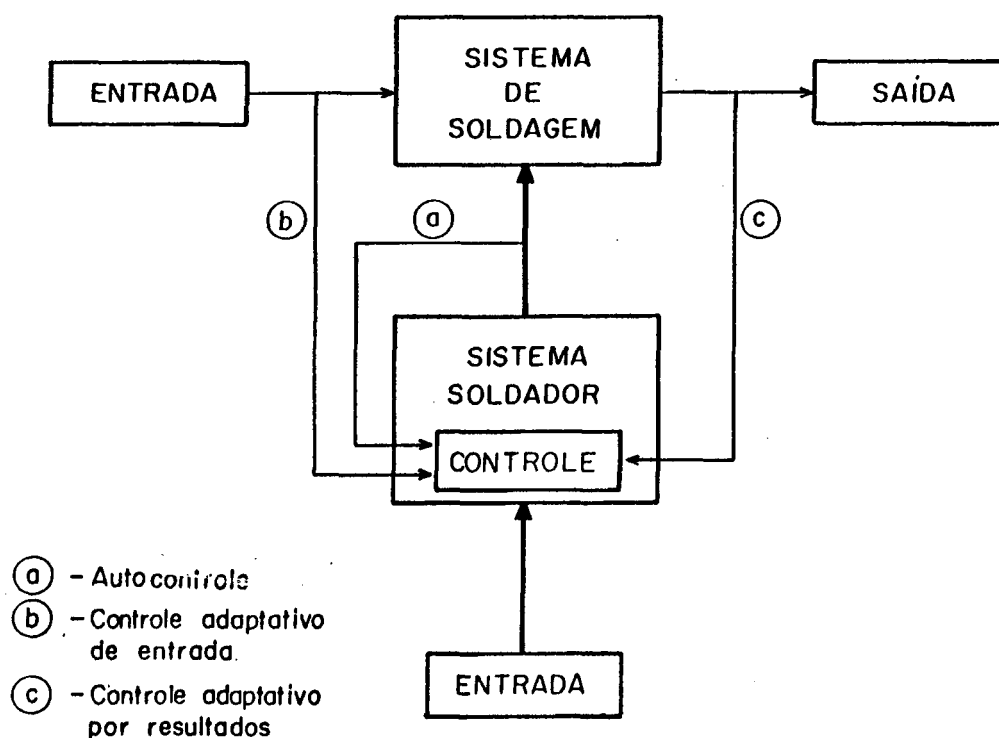 SISTEMA
DE
SOLDAGEM
ENTRADA
SAÍDA
b
a
c
SISTEMA
SOLDADOR
CONTROLE
a - Autocontrole
b - Controle adaptativo
de entrada.
c - Controle adaptativo
por resultados
ENTRADA